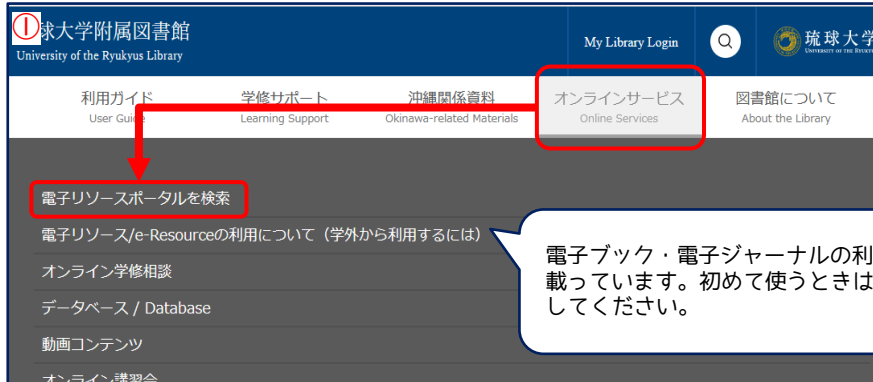 ①球大学附属図書館
University of the Ryukyus Library
My Library Login
琉球大学
利用ガイド
User Guide
学修サポート
Learning Support
沖縄関係資料
Okinawa-related Materials
オンラインサービス
Online Services
図書館について
About the Library
電子リソースポータルを検索
電子リソース/e-Resourceの利用について（学外から利用するには）
オンライン学修相談
データベース / Database
動画コンテンツ
オンライン講習会
電子ブック・電子ジャーナルの利
載っています。初めて使うときは
してください。